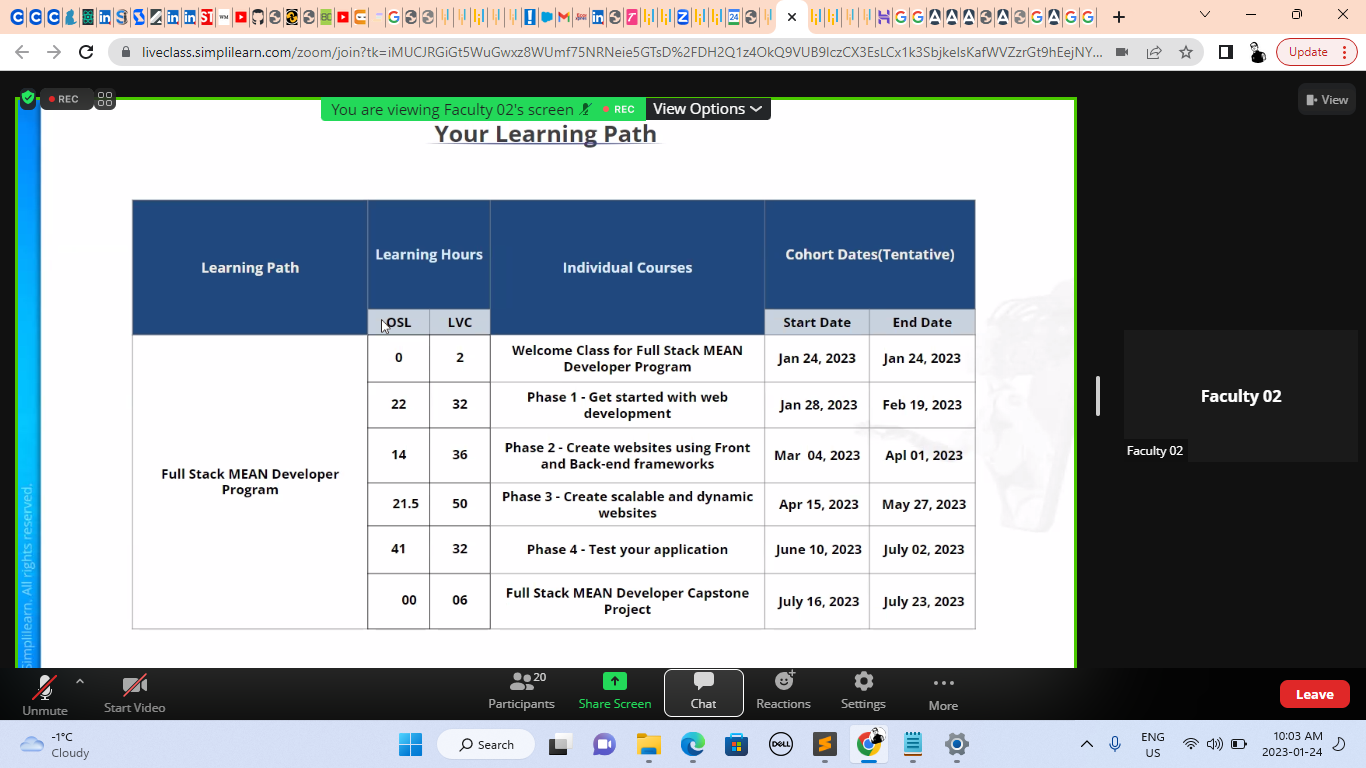 liveclass.simplilearn.com/zoom/join?tk=iMUCJRGiGt5WuGwxz8WUmf75NRNeie5GTsD%2FDH2Q1z4OkQ9VUB9IczCX3EsLCx1k3SbjkelsKafWVZzrGt9hEejNY...
Update
REC
You are viewing Faculty 02's screen
REC
View Options
View
Your Learning Path
Learning Path
Learning Hours
Individual Courses
Cohort Dates(Tentative)
OSL
LVC
Start Date
End Date
Full Stack MEAN Developer
Program
0
2
Welcome Class for Full Stack MEAN
Developer Program
Jan 24, 2023
Jan 24, 2023
22
32
Phase 1 - Get started with web
development
Jan 28, 2023
Feb 19, 2023
14
36
Phase 2 - Create websites using Front
and Back-end frameworks
Mar 04, 2023
Apl 01, 2023
21.5
50
Phase 3 - Create scalable and dynamic
websites
Apr 15, 2023
May 27, 2023
41
32
Phase 4 - Test your application
June 10, 2023
July 02, 2023
00
06
Full Stack MEAN Developer Capstone
Project
July 16, 2023
July 23, 2023
Simplilearn. All rights reserved.
Faculty 02
Faculty 02
Unmute
Start Video
20
Participants
Share Screen
Chat
Reactions
Settings
More
Leave
-1°C
Cloudy
Search
DELL
ENG
US
10:03 AM
2023-01-24